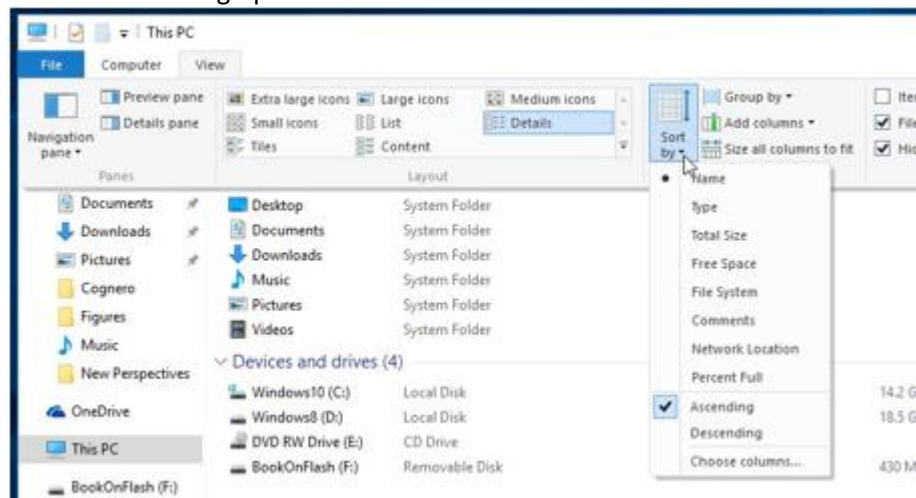 This PC
File Computer View
Preview pane
Details pane
Navigation pane
Panes
Extra large icons Large icons Medium icons
Small icons List Details
Tiles Content
Layout
Sort by
Group by
Add columns
Size all columns to fit
Name
Type
Total Size
Free Space
File System
Comments
Network Location
Percent Full
Ascending
Descending
Choose columns...
Documents
Downloads
Pictures
Cognero
Figures
Music
New Perspectives
OneDrive
This PC
BookOnFlash (F:)
Desktop System Folder
Documents System Folder
Downloads System Folder
Music System Folder
Pictures System Folder
Videos System Folder
Devices and drives (4)
Windows10 (C:) Local Disk 14.2 G
Windows8 (D:) Local Disk 18.5 G
DVD RW Drive (E:) CD Drive
BookOnFlash (F:) Removable Disk 430 M